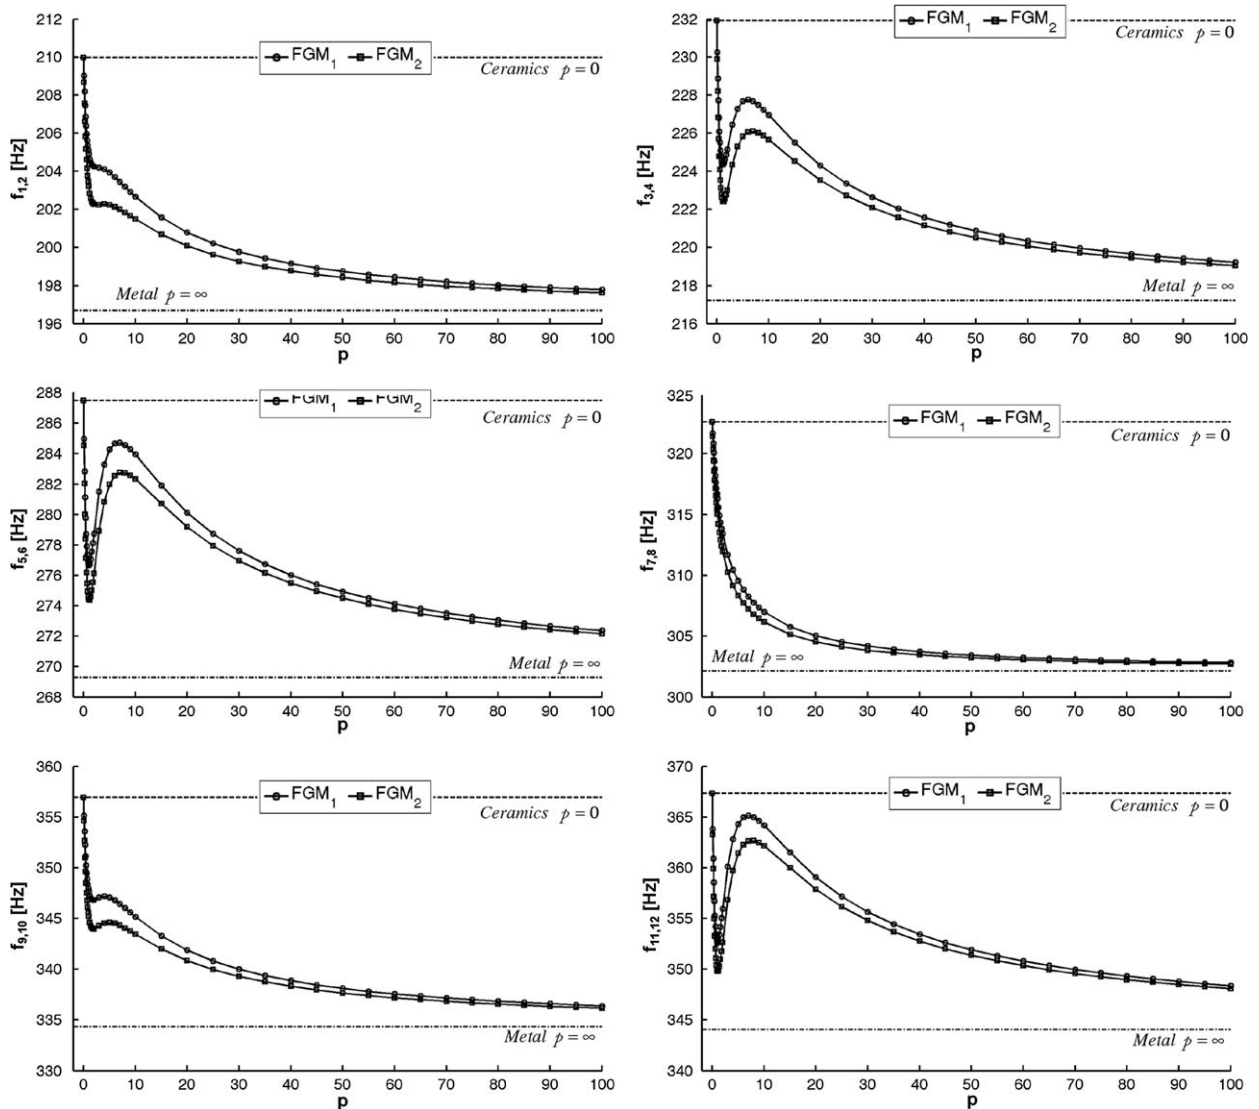 212
210
208
206
204
202
200
198
196
f1,2 [Hz]
FGM1 FGM2
Ceramics p = 0
Metal p = ∞
0 10 20 30 40 50 60 70 80 90 100
p
232
230
228
226
224
222
220
218
216
f3,4 [Hz]
FGM1 FGM2
Ceramics p = 0
Metal p = ∞
0 10 20 30 40 50 60 70 80 90 100
p
288
286
284
282
280
278
276
274
272
270
268
f5,6 [Hz]
FGM1 FGM2
Ceramics p = 0
Metal p = ∞
0 10 20 30 40 50 60 70 80 90 100
p
325
320
315
310
305
300
f7,8 [Hz]
FGM1 FGM2
Ceramics p = 0
Metal p = ∞
0 10 20 30 40 50 60 70 80 90 100
p
360
355
350
345
340
335
330
f9,10 [Hz]
FGM1 FGM2
Ceramics p = 0
Metal p = ∞
0 10 20 30 40 50 60 70 80 90 100
p
370
365
360
355
350
345
340
f11,12 [Hz]
FGM1 FGM2
Ceramics p = 0
Metal p = ∞
0 10 20 30 40 50 60 70 80 90 100
p